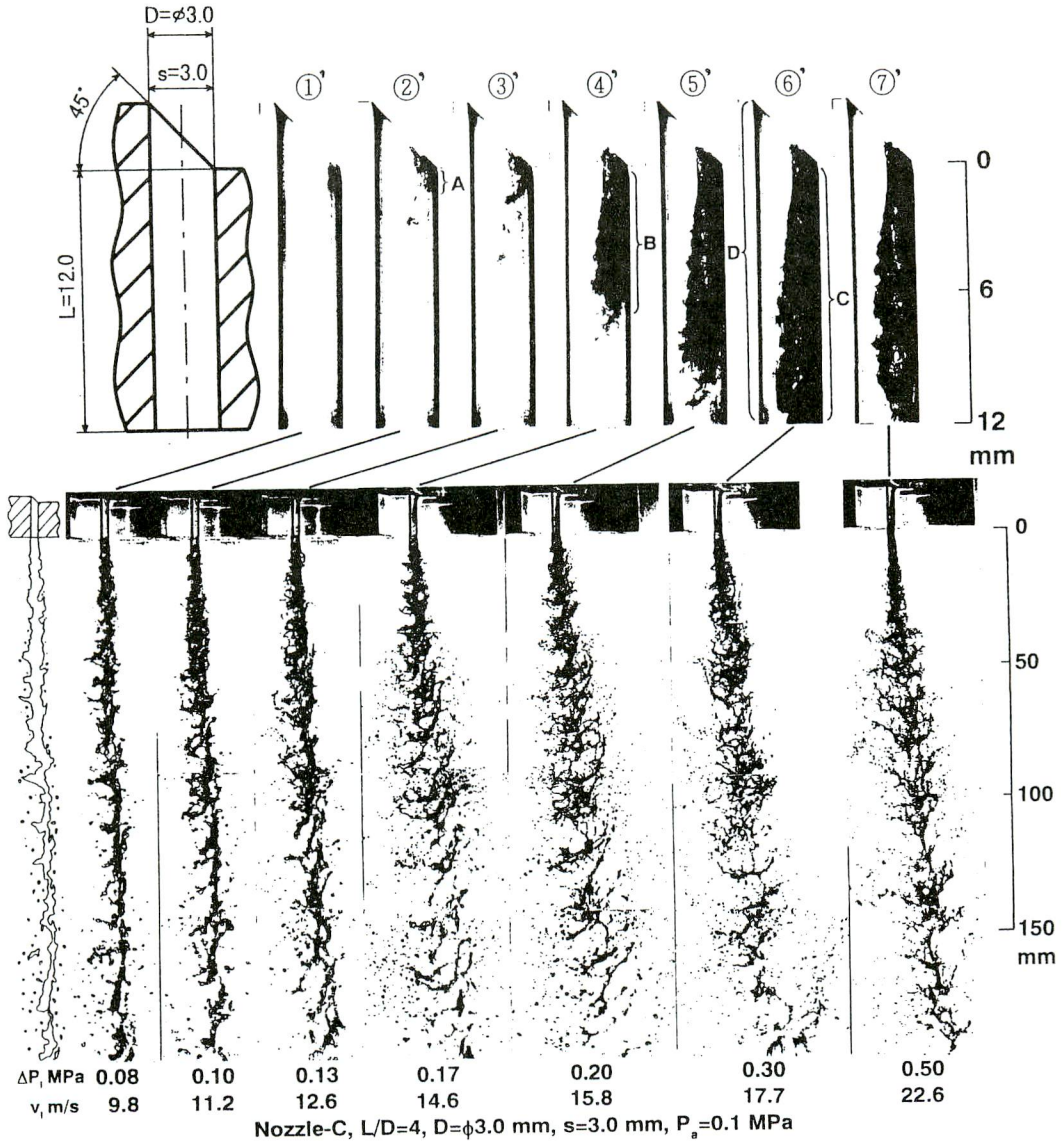 D=φ3.0
s=3.0
45°
L=12.0
①' ②' ③' ④' ⑤' ⑥' ⑦'
A
B
D
C
0
6
12
mm
0
50
100
150
mm
ΔPᵢ MPa 0.08 0.10 0.13 0.17 0.20 0.30 0.50
vᵢ m/s 9.8 11.2 12.6 14.6 15.8 17.7 22.6
Nozzle-C, L/D=4, D=φ3.0 mm, s=3.0 mm, Pₐ=0.1 MPa